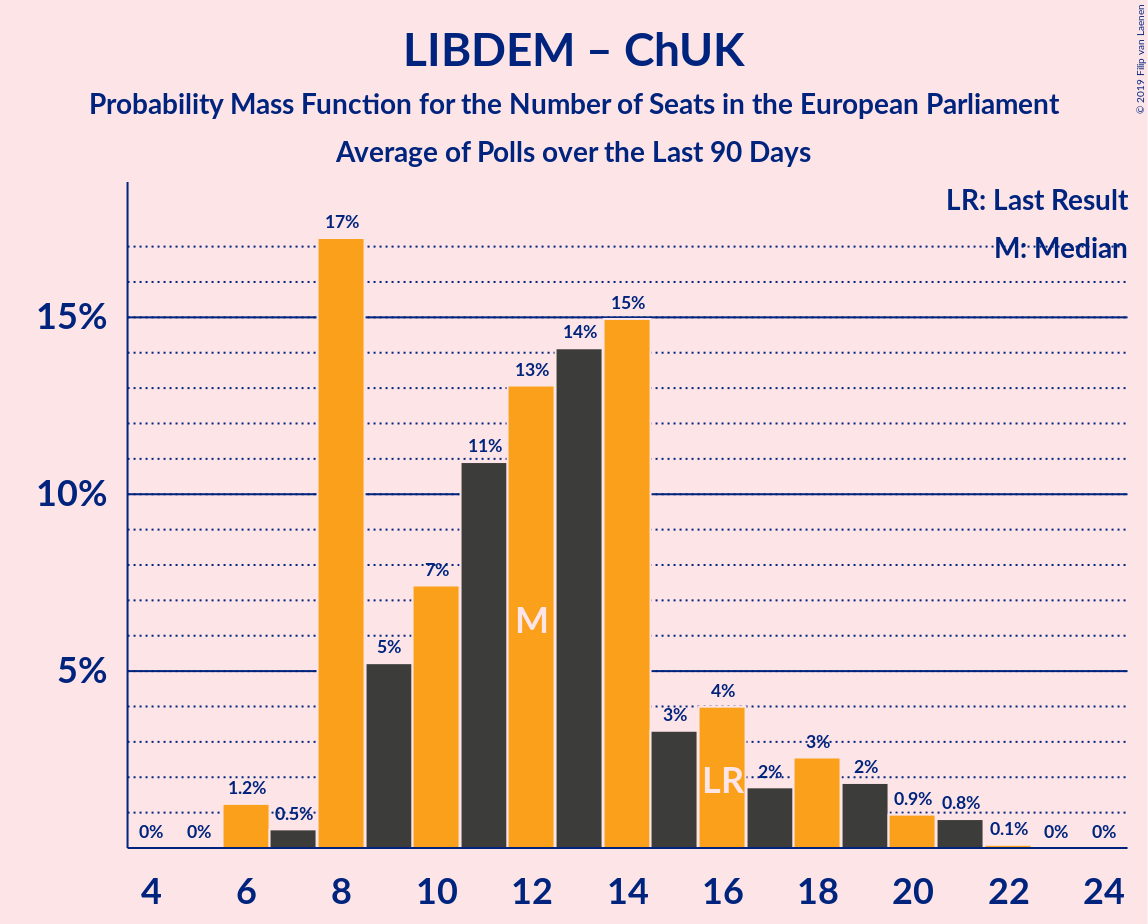 LIBDEM – ChUK
Probability Mass Function for the Number of Seats in the European Parliament
Average of Polls over the Last 90 Days
© 2019 Filip van Laenen
LR: Last Result
M: Median
15%
10%
5%
0%
0%
1.2%
0.5%
17%
5%
7%
11%
13%
14%
15%
3%
4%
2%
3%
2%
0.9%
0.8%
0.1%
0%
0%
M
LR
4 6 8 10 12 14 16 18 20 22 24